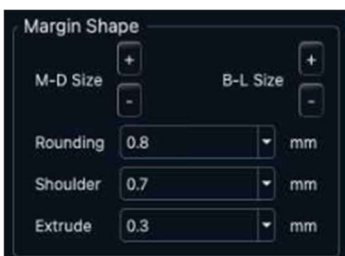 Margin Shape
M-D Size + - B-L Size + -
Rounding 0.8 mm
Shoulder 0.7 mm
Extrude 0.3 mm